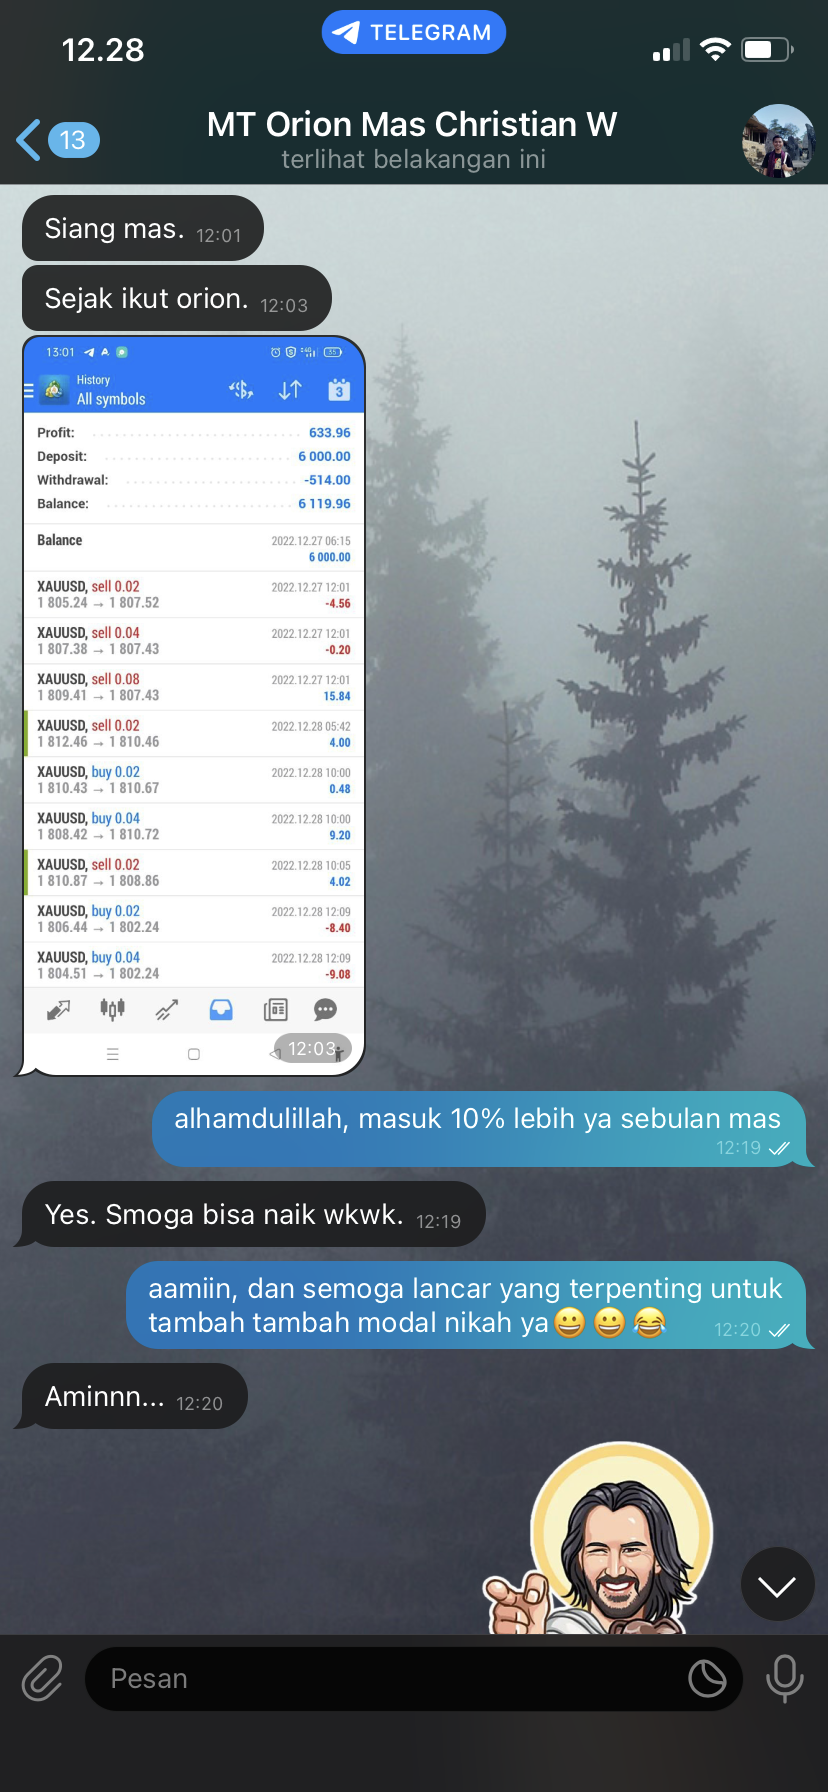 12.28
TELEGRAM
13
MT Orion Mas Christian W
terlihat belakangan ini
Siang mas. 12:01
Sejak ikut orion. 12:03
13:01
History
All symbols
3
Profit: 633.96
Deposit: 6 000.00
Withdrawal: -514.00
Balance: 6 119.96
Balance 2022.12.27 06:15
6 000.00
XAUUSD, sell 0.02 2022.12.27 12:01
1 805.24 → 1 807.52 -4.56
XAUUSD, sell 0.04 2022.12.27 12:01
1 807.38 → 1 807.43 -0.20
XAUUSD, sell 0.08 2022.12.27 12:01
1 809.41 → 1 807.43 15.84
XAUUSD, sell 0.02 2022.12.28 05:42
1 812.46 → 1 810.46 4.00
XAUUSD, buy 0.02 2022.12.28 10:00
1 810.43 → 1 810.67 0.48
XAUUSD, buy 0.04 2022.12.28 10:00
1 808.42 → 1 810.72 9.20
XAUUSD, sell 0.02 2022.12.28 10:05
1 810.87 → 1 808.86 4.02
XAUUSD, buy 0.02 2022.12.28 12:09
1 806.44 → 1 802.24 -8.40
XAUUSD, buy 0.04 2022.12.28 12:09
1 804.51 → 1 802.24 -9.08
12:03
alhamdulillah, masuk 10% lebih ya sebulan mas
12:19
Yes. Smoga bisa naik wkwk. 12:19
aamiin, dan semoga lancar yang terpenting untuk
tambah tambah modal nikah ya😀😀😂 12:20
Aminnn... 12:20
Pesan